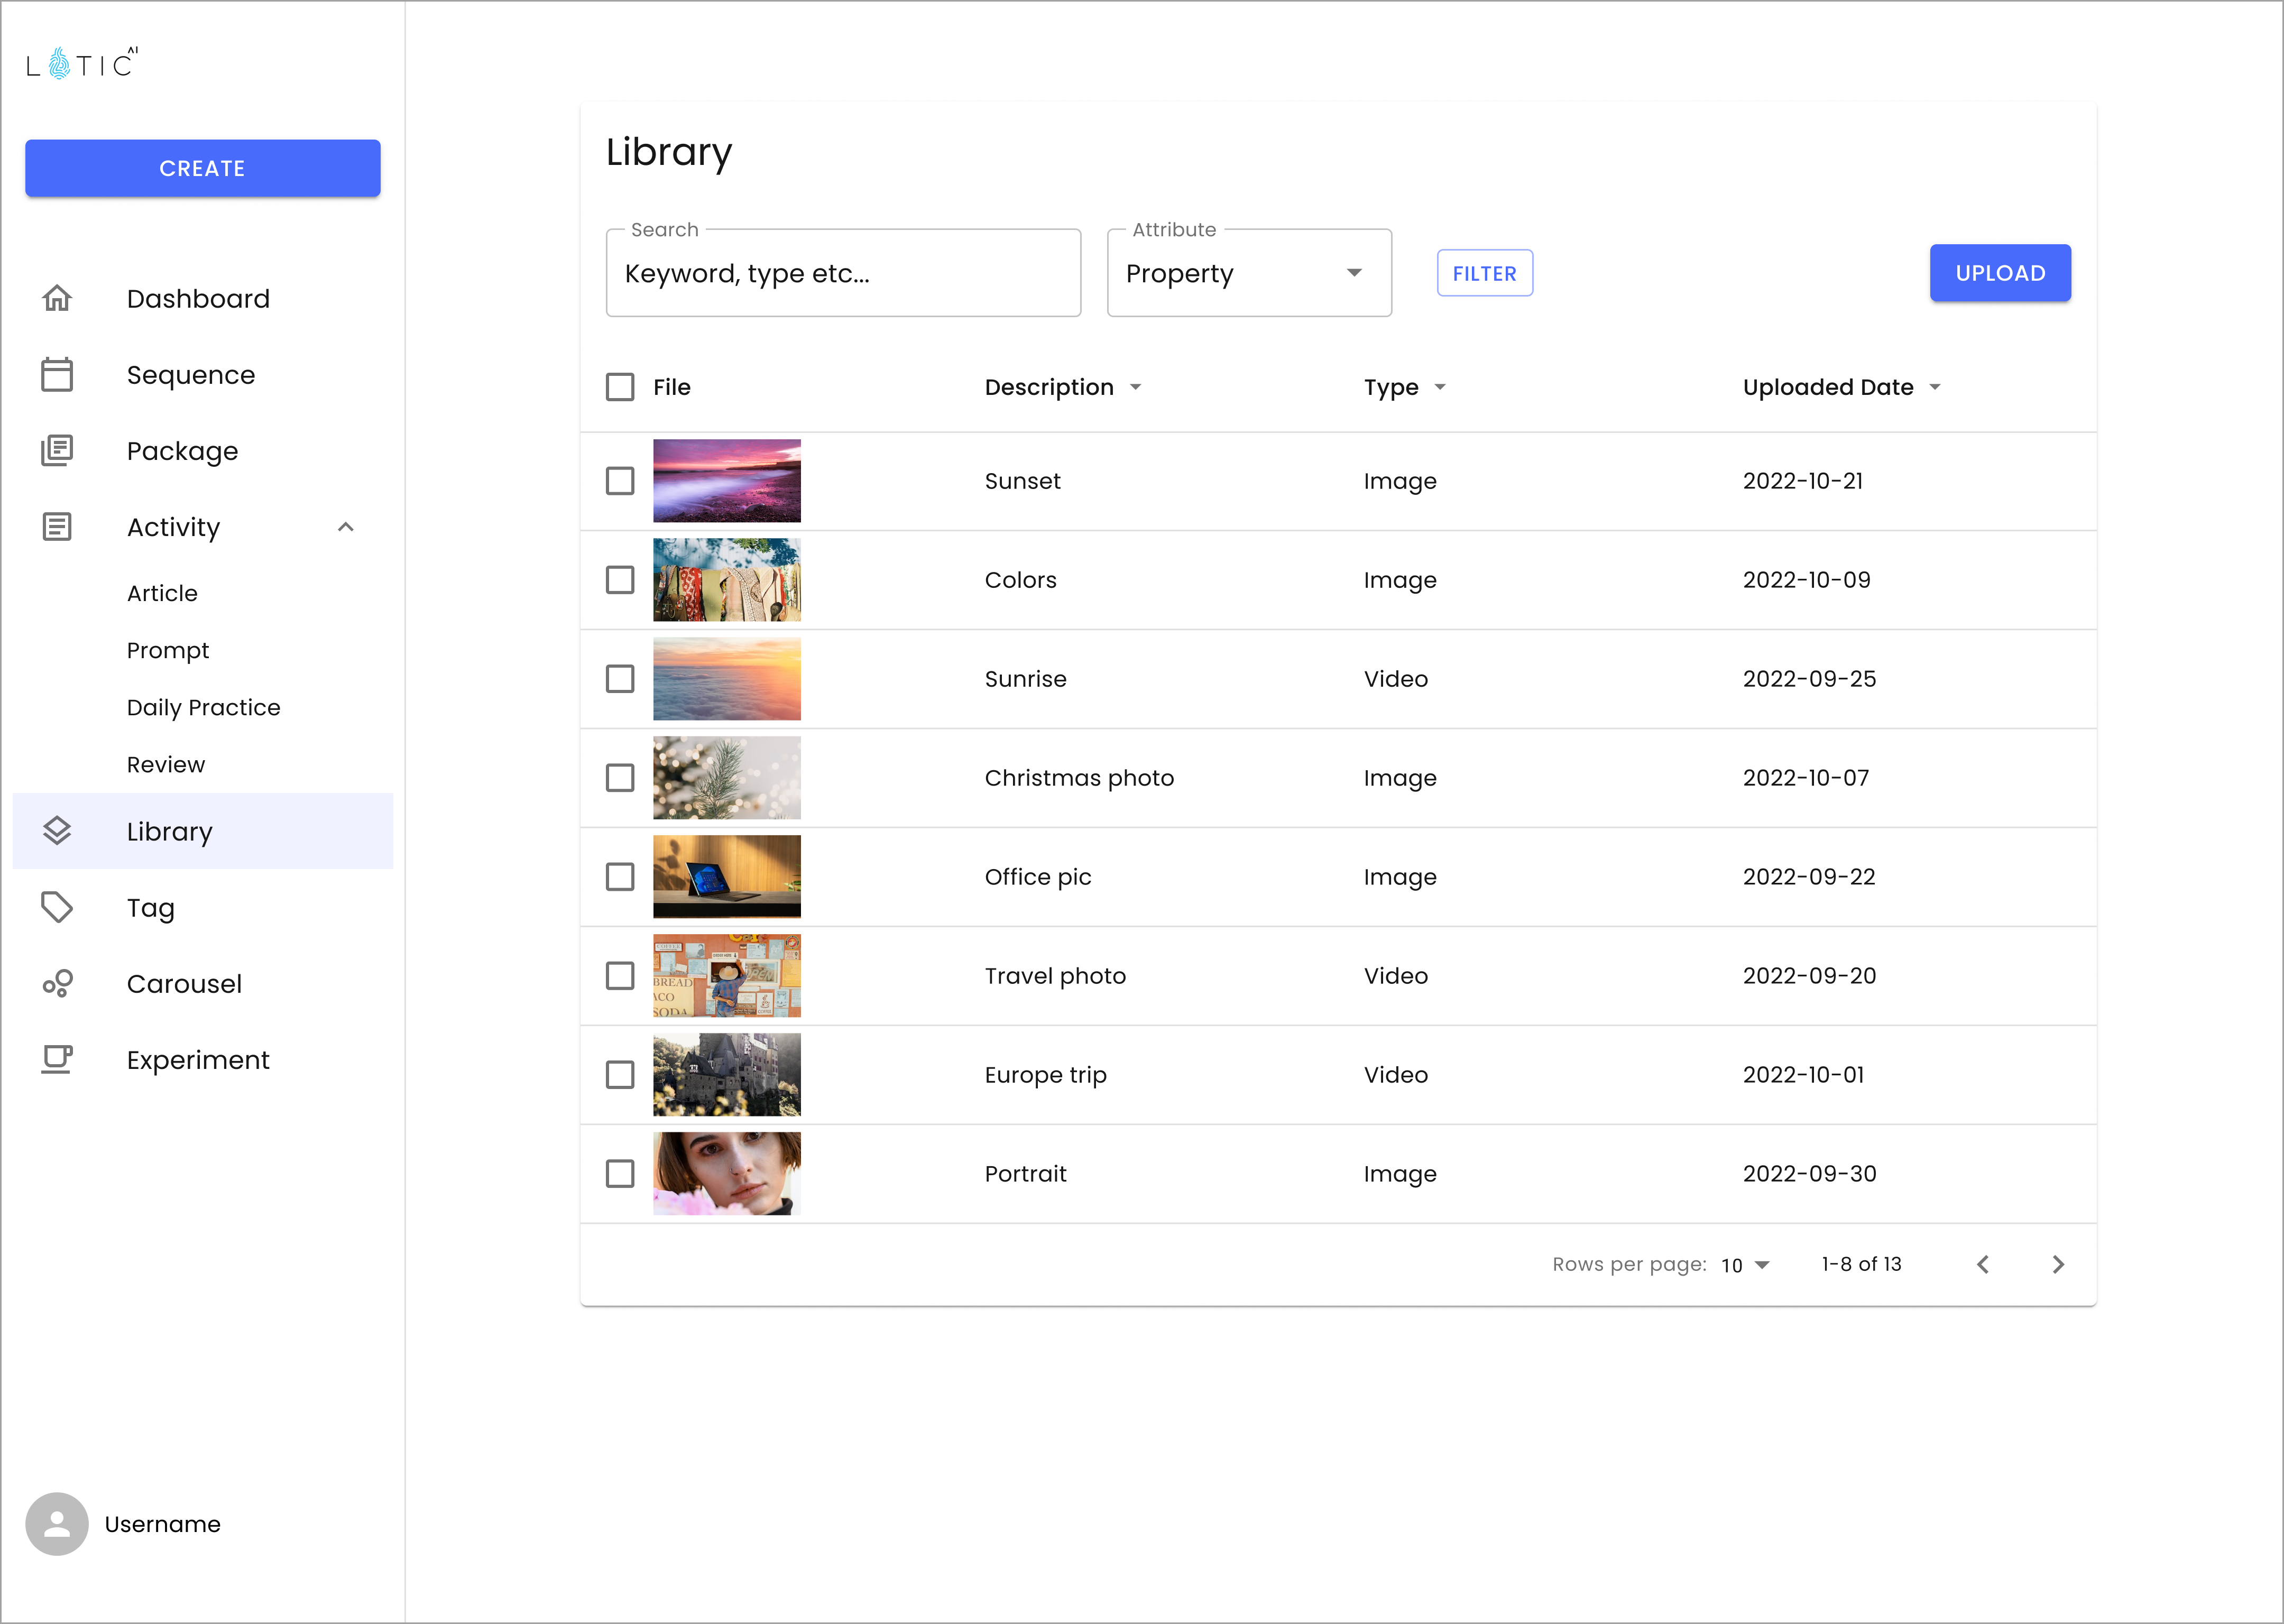 LOTIC AI
CREATE
Dashboard
Sequence
Package
Activity
Article
Prompt
Daily Practice
Review
Library
Tag
Carousel
Experiment
Username
Library
Search
Keyword, type etc...
Attribute
Property
FILTER
UPLOAD
File Description Type Uploaded Date
Sunset Image 2022-10-21
Colors Image 2022-10-09
Sunrise Video 2022-09-25
Christmas photo Image 2022-10-07
Office pic Image 2022-09-22
COFFEE
BREAD
ACO
SODA
Travel photo Video 2022-09-20
Europe trip Video 2022-10-01
Portrait Image 2022-09-30
Rows per page: 10 1-8 of 13